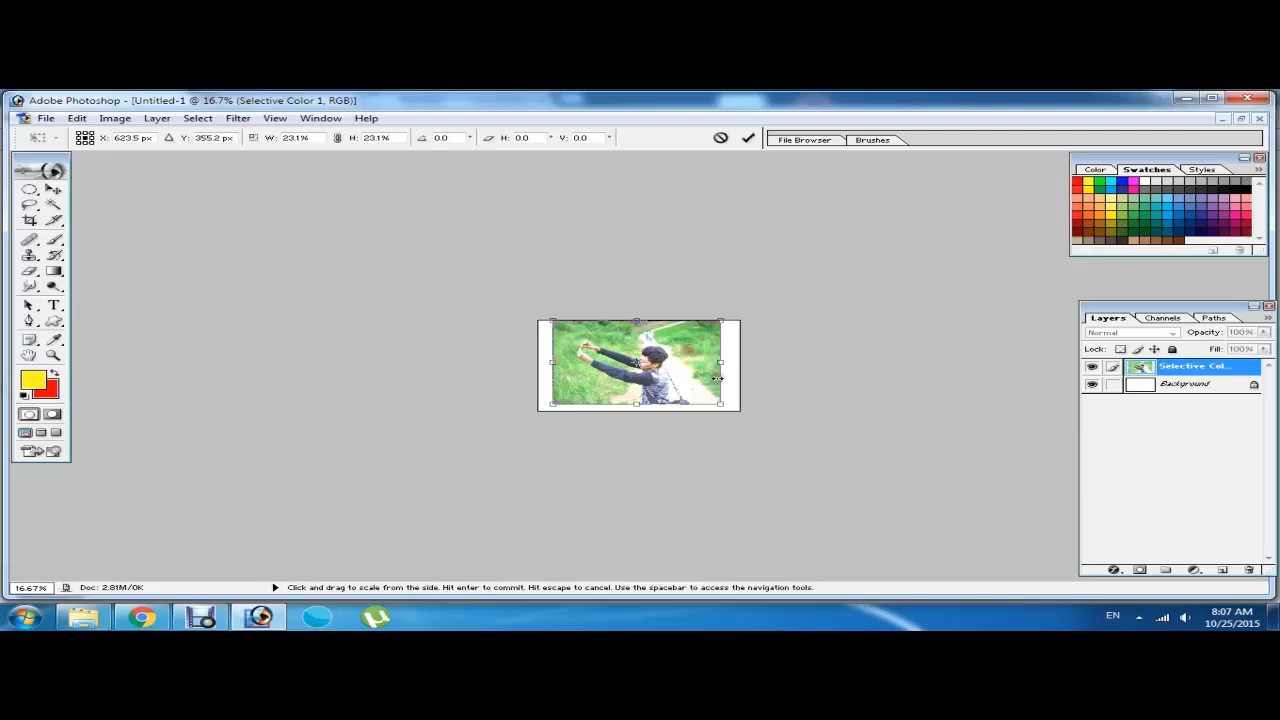 Adobe Photoshop - [Untitled-1 @ 16.7% (Selective Color 1, RGB)]
File Edit Image Layer Select Filter View Window Help
X: 623.5 px Y: 355.2 px W: 23.1% H: 23.1% 0.0 ° H: 0.0 ° V: 0.0 ° File Browser Brushes
Color Swatches Styles
Layers Channels Paths
Normal Opacity: 100%
Lock: Fill: 100%
Selective Col...
Background
16.67% Doc: 2.81M/0K Click and drag to scale from the side. Hit enter to commit. Hit escape to cancel. Use the spacebar to access the navigation tools.
EN 8:07 AM
10/25/2015